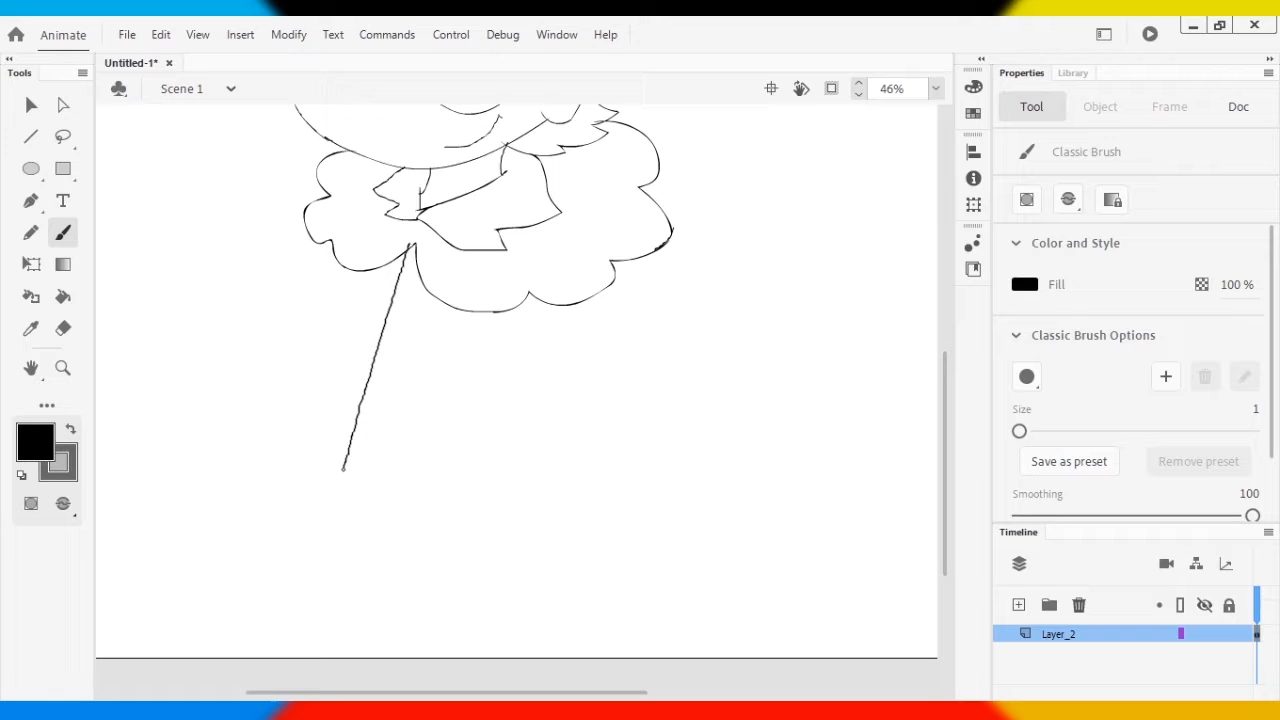 Animate File Edit View Insert Modify Text Commands Control Debug Window Help
Tools
Untitled-1* ×
Properties Library
Scene 1
46%
Tool Object Frame Doc
Classic Brush
T
Color and Style
Fill
100 %
Classic Brush Options
Size
1
Save as preset
Remove preset
Smoothing
100
Timeline
Layer_2